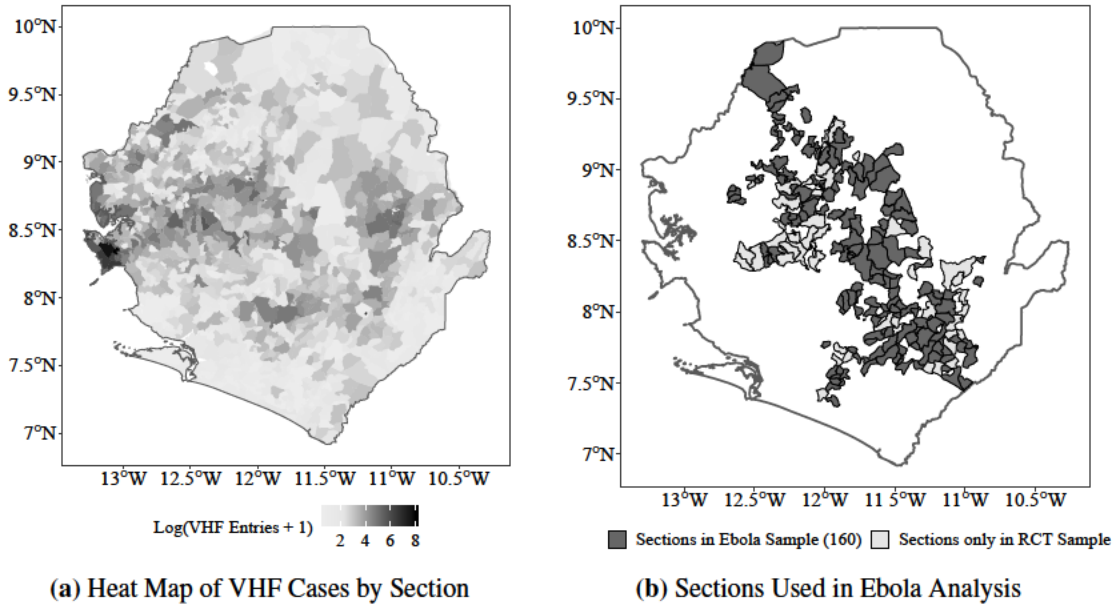 10°N
9.5°N
9°N
8.5°N
8°N
7.5°N
7°N
13°W 12.5°W 12°W 11.5°W 11°W 10.5°W
Log(VHF Entries + 1)
2 4 6 8
(a) Heat Map of VHF Cases by Section
10°N
9.5°N
9°N
8.5°N
8°N
7.5°N
7°N
13°W 12.5°W 12°W 11.5°W 11°W 10.5°W
Sections in Ebola Sample (160) Sections only in RCT Sample
(b) Sections Used in Ebola Analysis